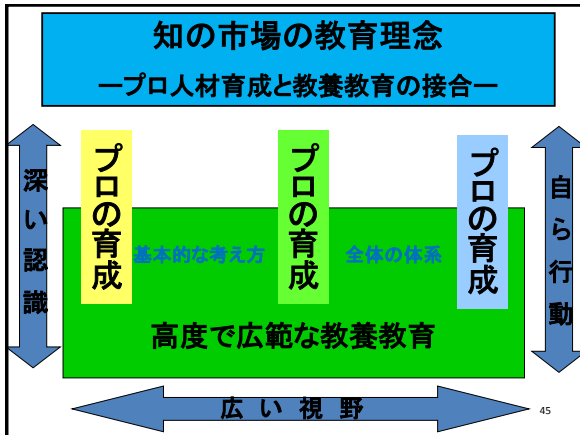 知の市場の教育理念
ープロ人材育成と教養教育の接合ー
深い認識
プロの育成
基本的な考え方
プロの育成
全体の体系
プロの育成
自ら行動
高度で広範な教養教育
広い視野
45